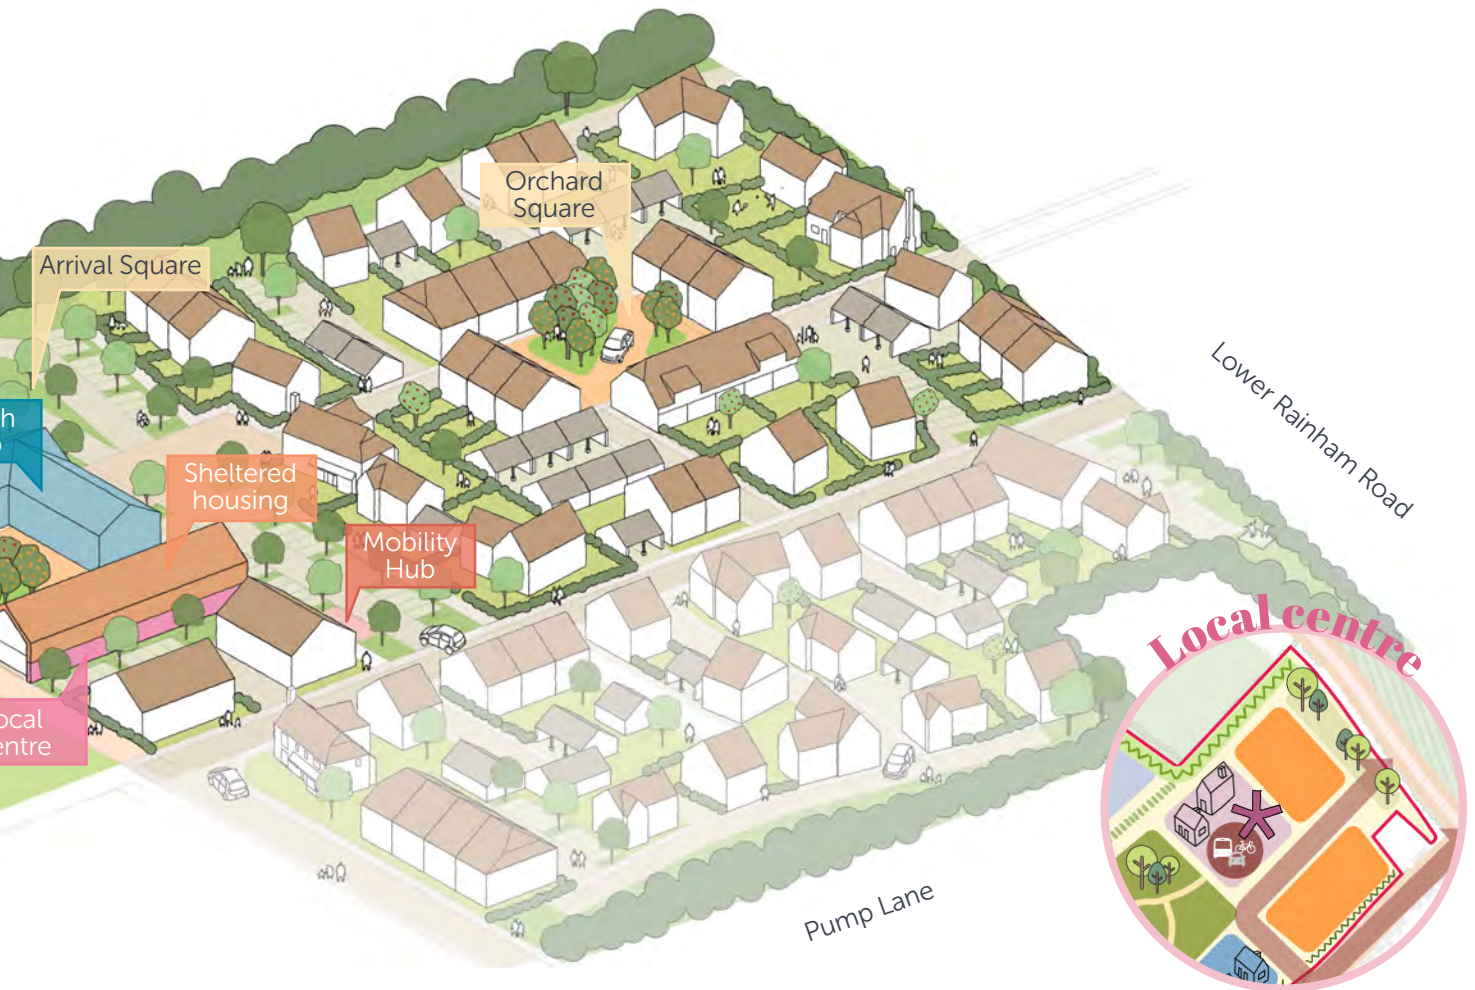 Orchard
Square
Arrival Square
Lower Rainham Road
Sheltered
housing
Mobility
Hub
Local centre
Pump Lane